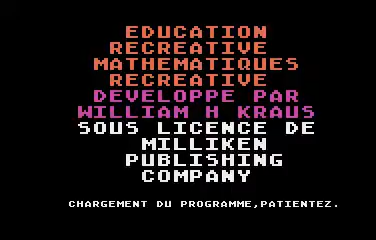 EDUCATION
RECREATIVE
MATHEMATIQUES
RECREATIVE
DEVELOPPE PAR
WILLIAM H KRAUS
SOUS LICENCE DE
MILLIKEN
PUBLISHING
COMPANY
CHARGEMENT DU PROGRAMME,PATIENTEZ.